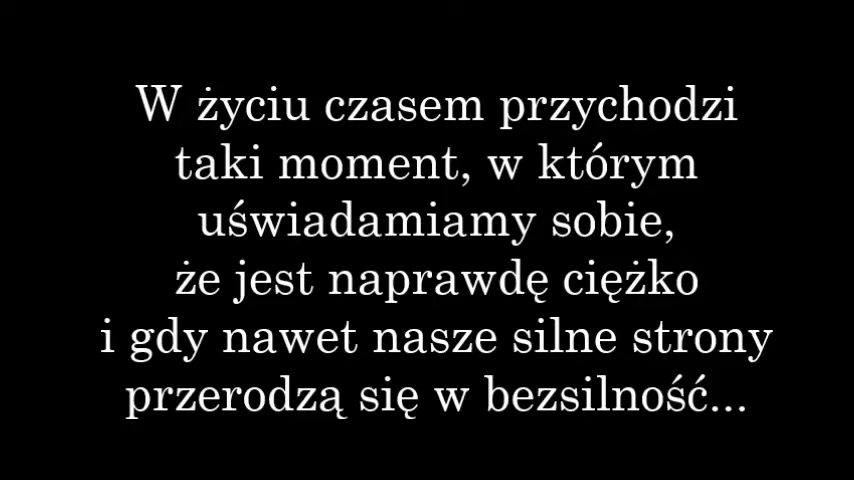 W życiu czasem przychodzi
taki moment, w którym
uświadamiamy sobie,
że jest naprawdę ciężko
i gdy nawet nasze silne strony
przerodzą się w bezsilność...